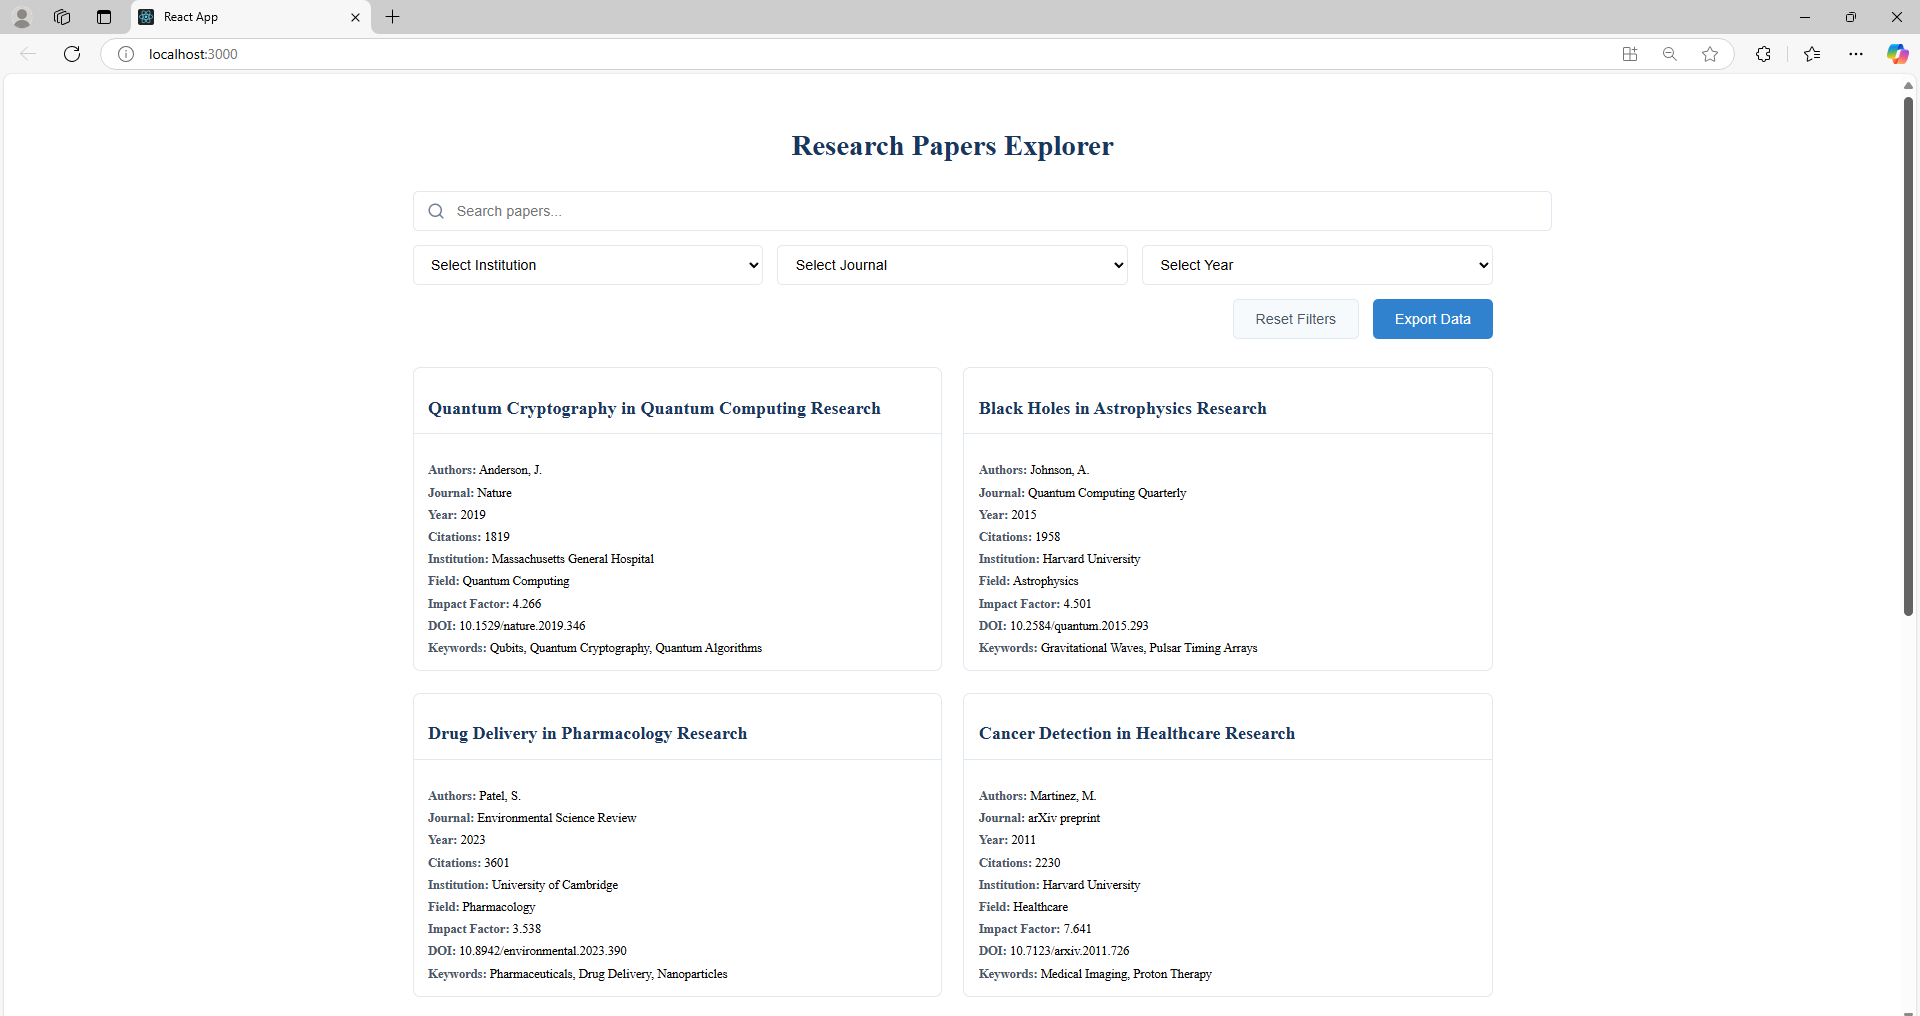 React App
localhost:3000
Research Papers Explorer
Search papers...
Select Institution
Select Journal
Select Year
Reset Filters
Export Data
Quantum Cryptography in Quantum Computing Research
Authors: Anderson, J.
Journal: Nature
Year: 2019
Citations: 1819
Institution: Massachusetts General Hospital
Field: Quantum Computing
Impact Factor: 4.266
DOI: 10.1529/nature.2019.346
Keywords: Qubits, Quantum Cryptography, Quantum Algorithms
Black Holes in Astrophysics Research
Authors: Johnson, A.
Journal: Quantum Computing Quarterly
Year: 2015
Citations: 1958
Institution: Harvard University
Field: Astrophysics
Impact Factor: 4.501
DOI: 10.2584/quantum.2015.293
Keywords: Gravitational Waves, Pulsar Timing Arrays
Drug Delivery in Pharmacology Research
Authors: Patel, S.
Journal: Environmental Science Review
Year: 2023
Citations: 3601
Institution: University of Cambridge
Field: Pharmacology
Impact Factor: 3.538
DOI: 10.8942/environmental.2023.390
Keywords: Pharmaceuticals, Drug Delivery, Nanoparticles
Cancer Detection in Healthcare Research
Authors: Martinez, M.
Journal: arXiv preprint
Year: 2011
Citations: 2230
Institution: Harvard University
Field: Healthcare
Impact Factor: 7.641
DOI: 10.7123/arxiv.2011.726
Keywords: Medical Imaging, Proton Therapy